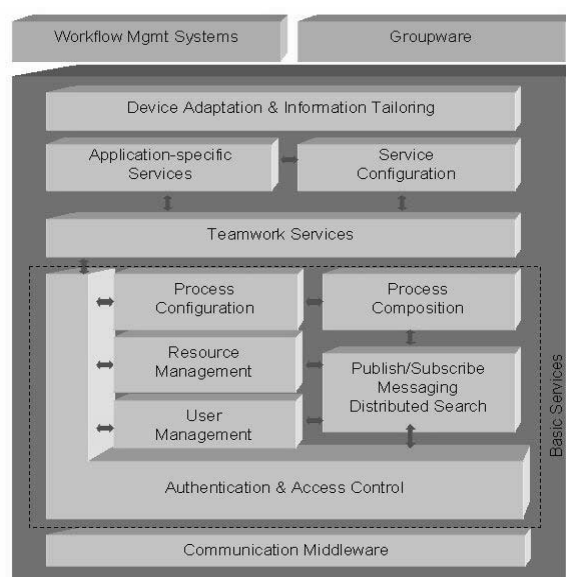 Workflow Mgmt Systems
Groupware
Device Adaptation & Information Tailoring
Application-specific
Services
Service
Configuration
Teamwork Services
Process
Configuration
Process
Composition
Resource
Management
Publish/Subscribe
Messaging
Distributed Search
User
Management
Basic Services
Authentication & Access Control
Communication Middleware